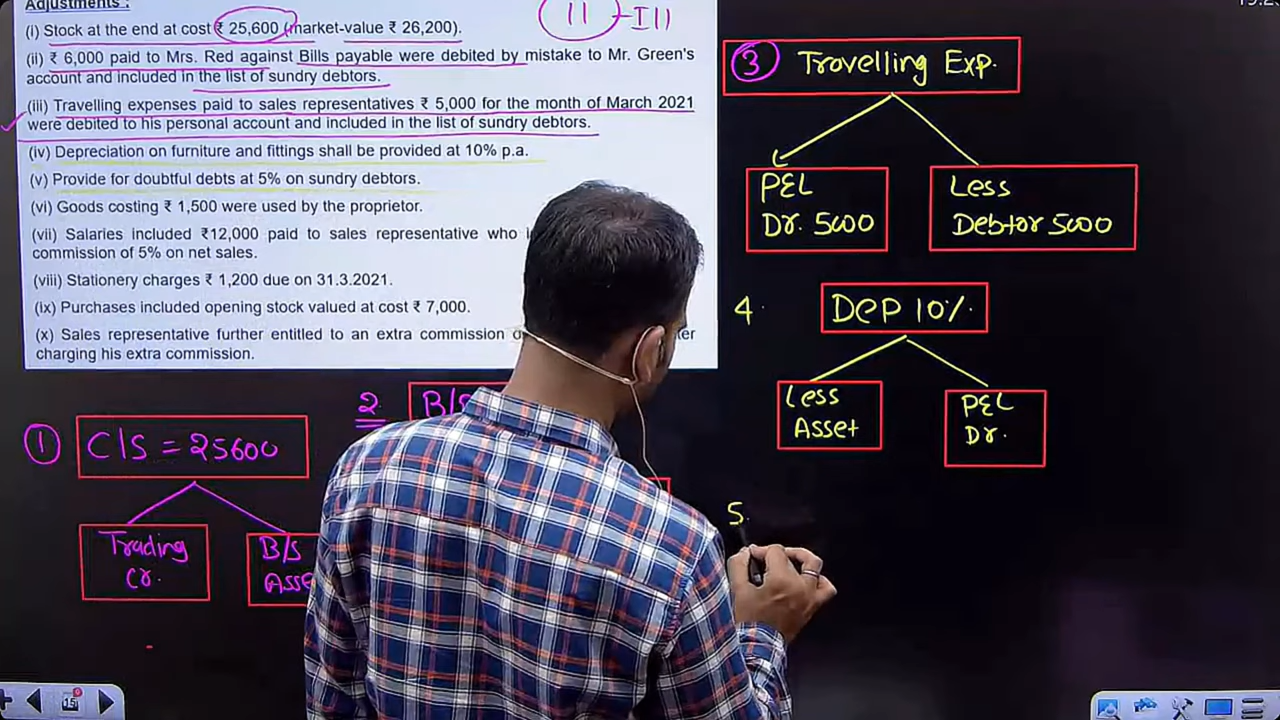 Adjustments :
(i) Stock at the end at cost ₹ 25,600 (market-value ₹ 26,200).
(ii) ₹ 6,000 paid to Mrs. Red against Bills payable were debited by mistake to Mr. Green's
account and included in the list of sundry debtors.
(iii) Travelling expenses paid to sales representatives ₹ 5,000 for the month of March 2021
were debited to his personal account and included in the list of sundry debtors.
(iv) Depreciation on furniture and fittings shall be provided at 10% p.a.
(v) Provide for doubtful debts at 5% on sundry debtors.
(vi) Goods costing ₹ 1,500 were used by the proprietor.
(vii) Salaries included ₹12,000 paid to sales representative who
commission of 5% on net sales.
(viii) Stationery charges ₹ 1,200 due on 31.3.2021.
(ix) Purchases included opening stock valued at cost ₹ 7,000.
(x) Sales representative further entitled to an extra commission
charging his extra commission.
11 - III
① C/S = 25600
Trading
Cr.
B/S
Asse
2. B/S
③ Trovelling Exp.
P&L
Dr. 5000
Less
Debtor 5000
4. Dep 10%.
Less
Asset
P&L
Dr.
5.
15